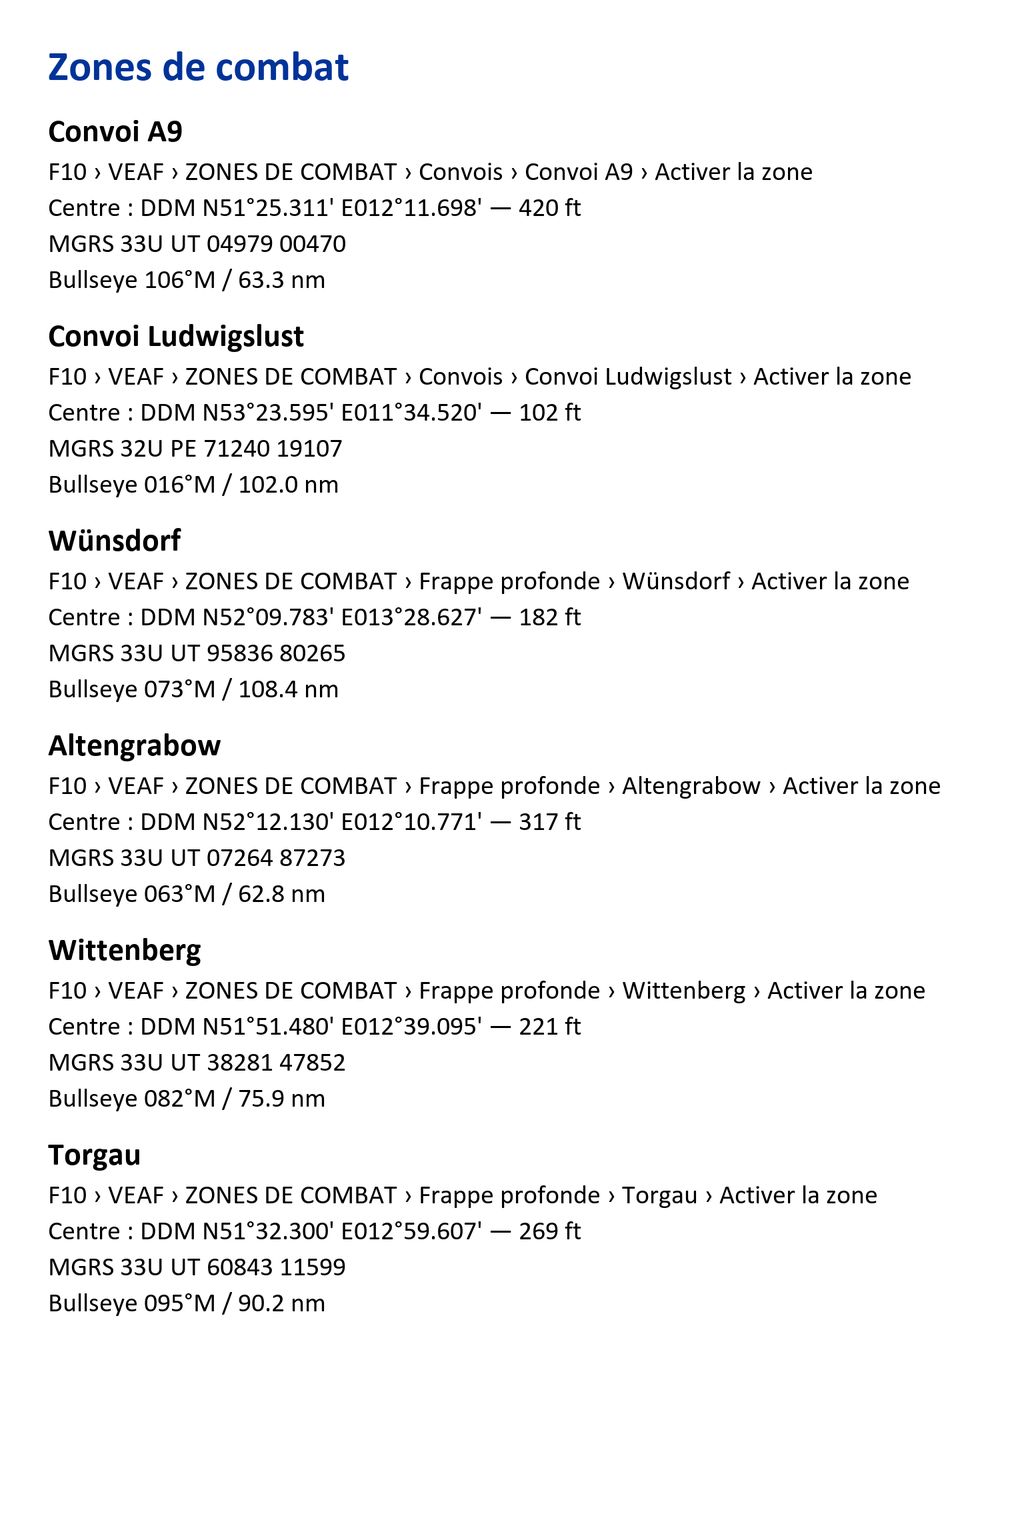 Zones de combat
Convoi A9
F10 › VEAF › ZONES DE COMBAT › Convois › Convoi A9 › Activer la zone
Centre : DDM N51°25.311' E012°11.698' — 420 ft
MGRS 33U UT 04979 00470
Bullseye 106°M / 63.3 nm
Convoi Ludwigslust
F10 › VEAF › ZONES DE COMBAT › Convois › Convoi Ludwigslust › Activer la zone
Centre : DDM N53°23.595' E011°34.520' — 102 ft
MGRS 32U PE 71240 19107
Bullseye 016°M / 102.0 nm
Wünsdorf
F10 › VEAF › ZONES DE COMBAT › Frappe profonde › Wünsdorf › Activer la zone
Centre : DDM N52°09.783' E013°28.627' — 182 ft
MGRS 33U UT 95836 80265
Bullseye 073°M / 108.4 nm
Altengrabow
F10 › VEAF › ZONES DE COMBAT › Frappe profonde › Altengrabow › Activer la zone
Centre : DDM N52°12.130' E012°10.771' — 317 ft
MGRS 33U UT 07264 87273
Bullseye 063°M / 62.8 nm
Wittenberg
F10 › VEAF › ZONES DE COMBAT › Frappe profonde › Wittenberg › Activer la zone
Centre : DDM N51°51.480' E012°39.095' — 221 ft
MGRS 33U UT 38281 47852
Bullseye 082°M / 75.9 nm
Torgau
F10 › VEAF › ZONES DE COMBAT › Frappe profonde › Torgau › Activer la zone
Centre : DDM N51°32.300' E012°59.607' — 269 ft
MGRS 33U UT 60843 11599
Bullseye 095°M / 90.2 nm